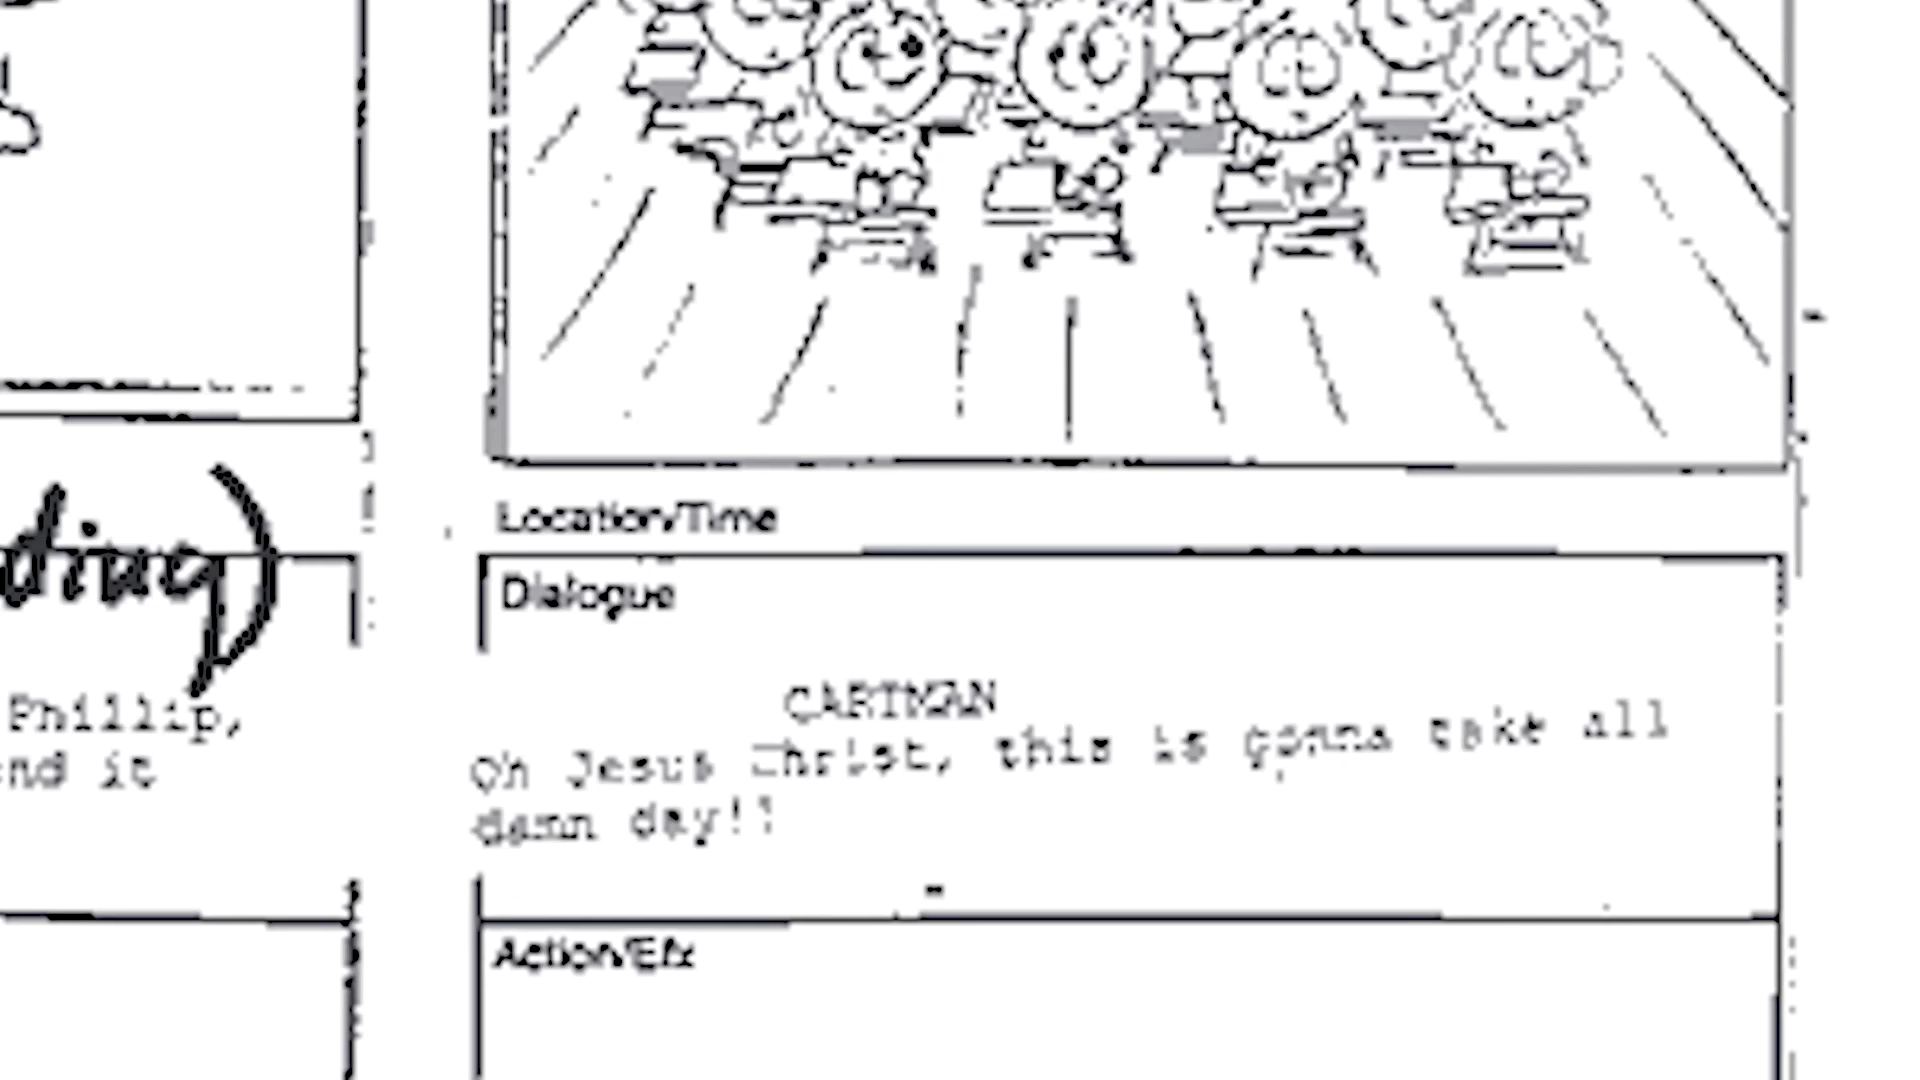 ding)
Phillip,
nd it
Location/Time
Dialogue
CARTMAN
Oh Jesus Christ, this is gonna take all
damn day!!
Action/Efx